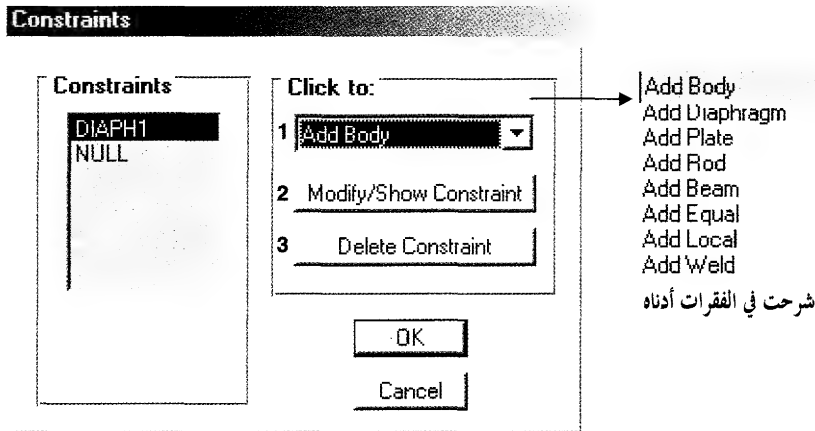 Constraints
Constraints
DIAPH1
NULL
Click to:
1 Add Body
2 Modify/Show Constraint
3 Delete Constraint
OK
Cancel
Add Body
Add Diaphragm
Add Plate
Add Rod
Add Beam
Add Equal
Add Local
Add Weld
شرحت في الفقرات أدناه